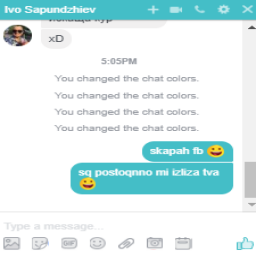 Ivo Sapundzhiev
xD
5:05PM
You changed the chat colors.
You changed the chat colors.
You changed the chat colors.
You changed the chat colors.
skapah fb 😄
sq postoqnno mi izliza tva
😄
Type a message...
GIF